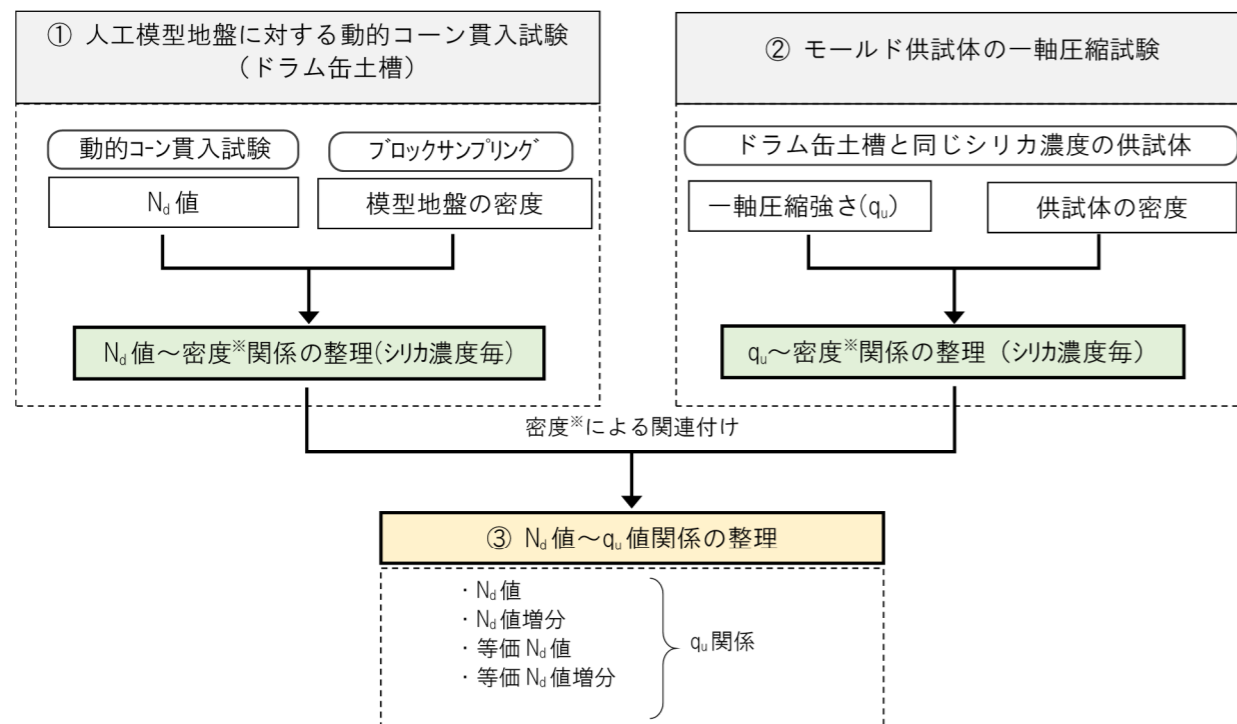 ① 人工模型地盤に対する動的コーン貫入試験
（ドラム缶土槽）
動的ｺｰﾝ貫入試験
ﾌﾞﾛｯｸｻﾝﾌﾟﾘﾝｸﾞ
Nd値
模型地盤の密度
Nd値～密度※関係の整理(ｼﾘｶ濃度毎)
② モールド供試体の一軸圧縮試験
ドラム缶土槽と同じシリカ濃度の供試体
一軸圧縮強さ(qu)
供試体の密度
qu～密度※関係の整理（ｼﾘｶ濃度毎）
密度※による関連付け
③ Nd値～qu値関係の整理
・Nd値
・Nd値増分
・等価Nd値
・等価Nd値増分
qu関係